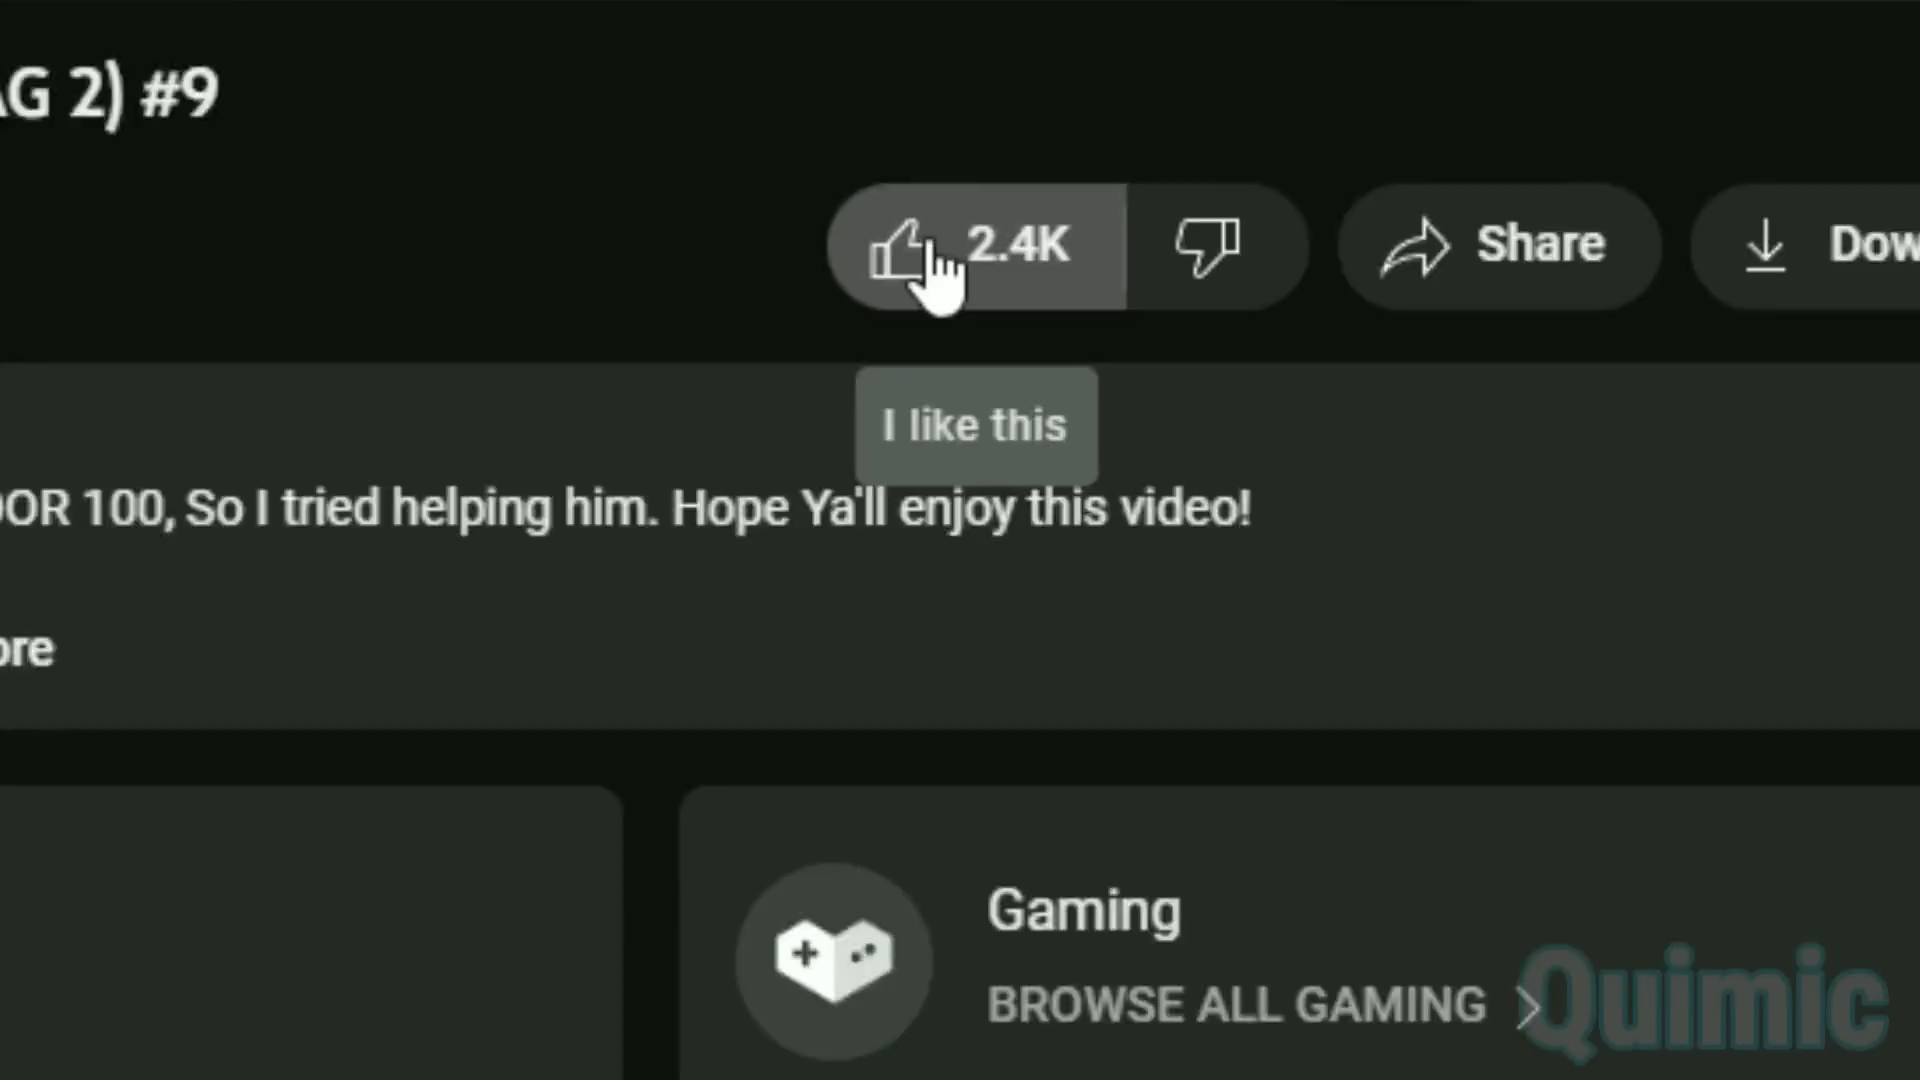 G 2) #9
2.4K
Share
Dow
I like this
OR 100, So I tried helping him. Hope Ya'll enjoy this video!
ore
Gaming
BROWSE ALL GAMING
Quimic